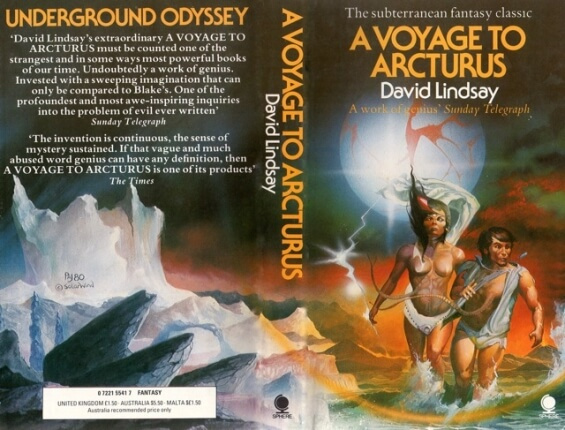 UNDERGROUND ODYSSEY
'David Lindsay's extraordinary A VOYAGE TO
ARCTURUS must be counted one of the
strangest and in some ways most powerful books
of our time. Undoubtedly a work of genius.
Invested with a sweeping imagination that can
only be compared to Blake's. One of the
profoundest and most awe-inspiring inquiries
into the problem of evil ever written'
Sunday Telegraph
'The invention is continuous, the sense of
mystery sustained. If that vague and much
abused word genius can have any definition, then
A VOYAGE TO ARCTURUS is one of its products'
The Times
0 7221 5541 7 FANTASY
UNITED KINGDOM £1.50 · AUSTRALIA $5.50 · MALTA £1.50
Australia recommended price only
A VOYAGE TO ARCTURUS
David Lindsay
SPHERE
The subterranean fantasy classic
A VOYAGE TO
ARCTURUS
David Lindsay
A work of genius' Sunday Telegraph
SPHERE